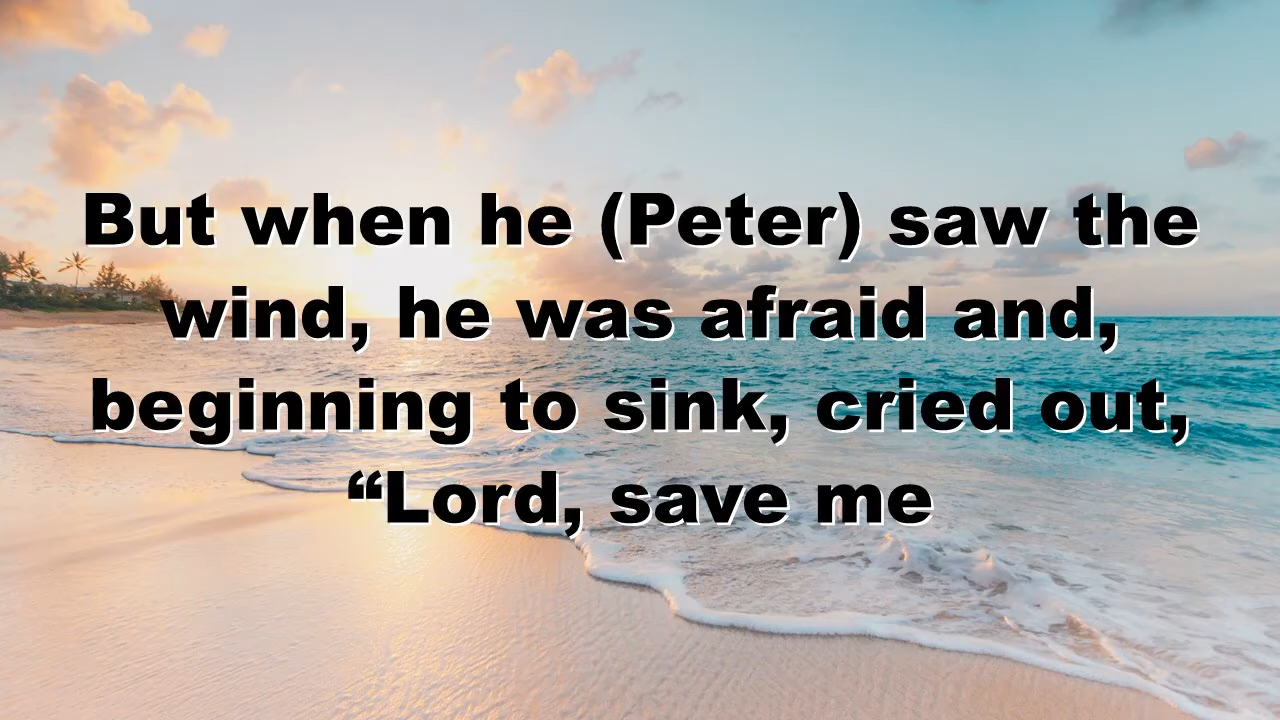 But when he (Peter) saw the
wind, he was afraid and,
beginning to sink, cried out,
“Lord, save me